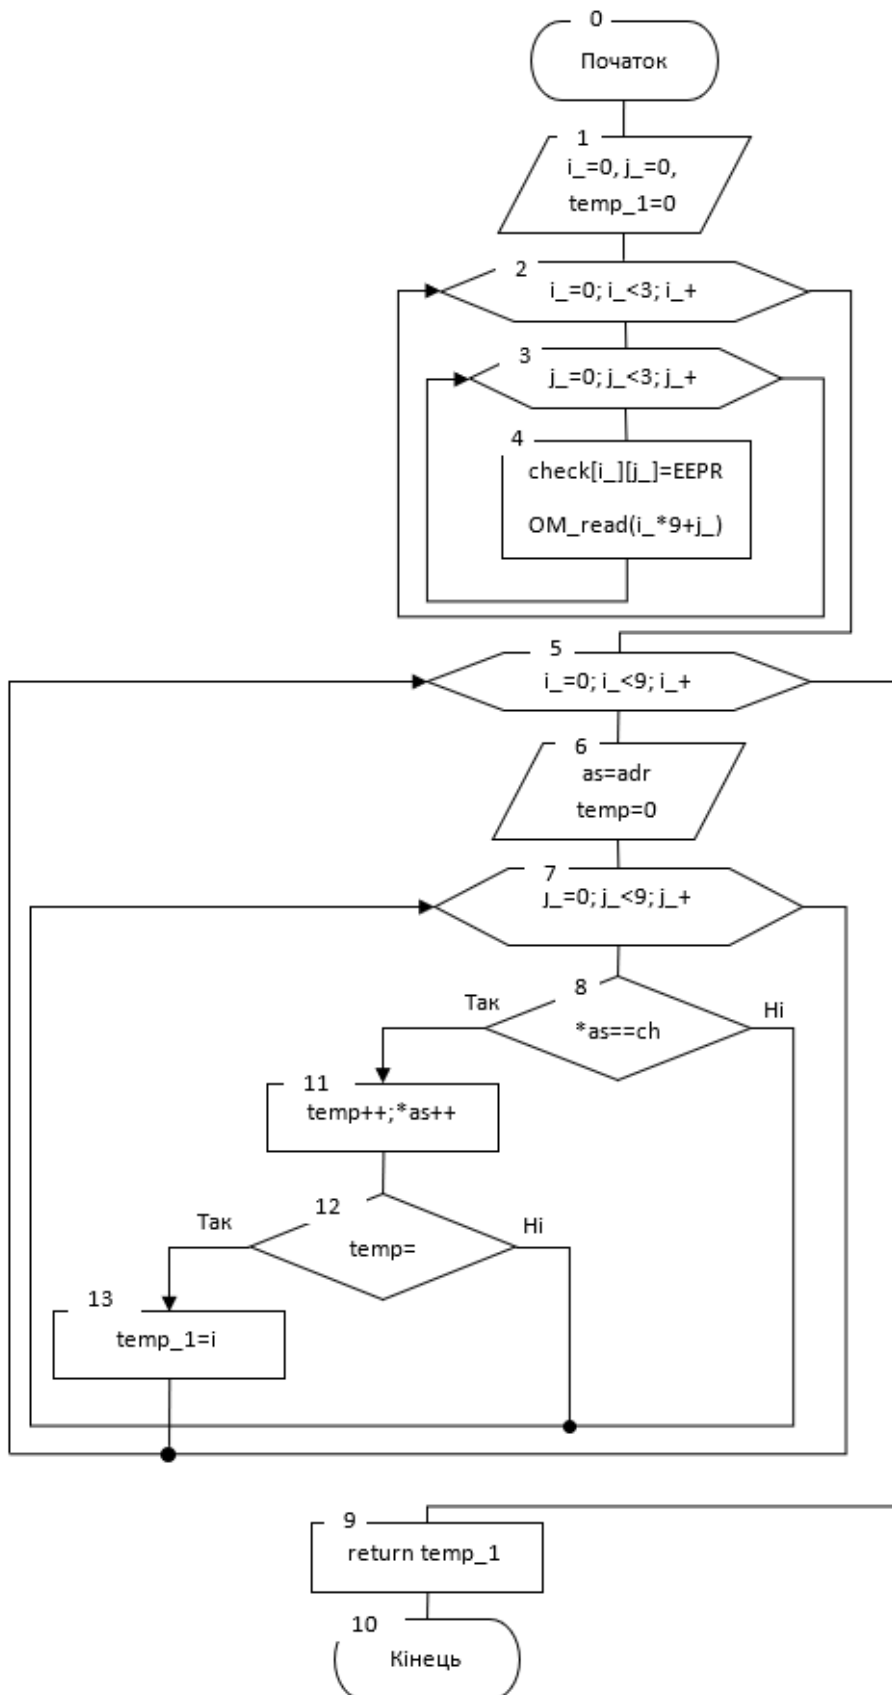 0
Початок
1
i_=0, j_=0,
temp_1=0
2
i_=0; i_<3; i_+
3
j_=0; j_<3; j_+
4
check[i_][j_]=EEPR
OM_read(i_*9+j_)
5
i_=0; i_<9; i_+
6
as=adr
temp=0
7
j_=0; j_<9; j_+
8
Так
Ні
*as==ch
11
temp++;*as++
12
Так
Ні
temp=
13
temp_1=i
9
return temp_1
10
Кінець